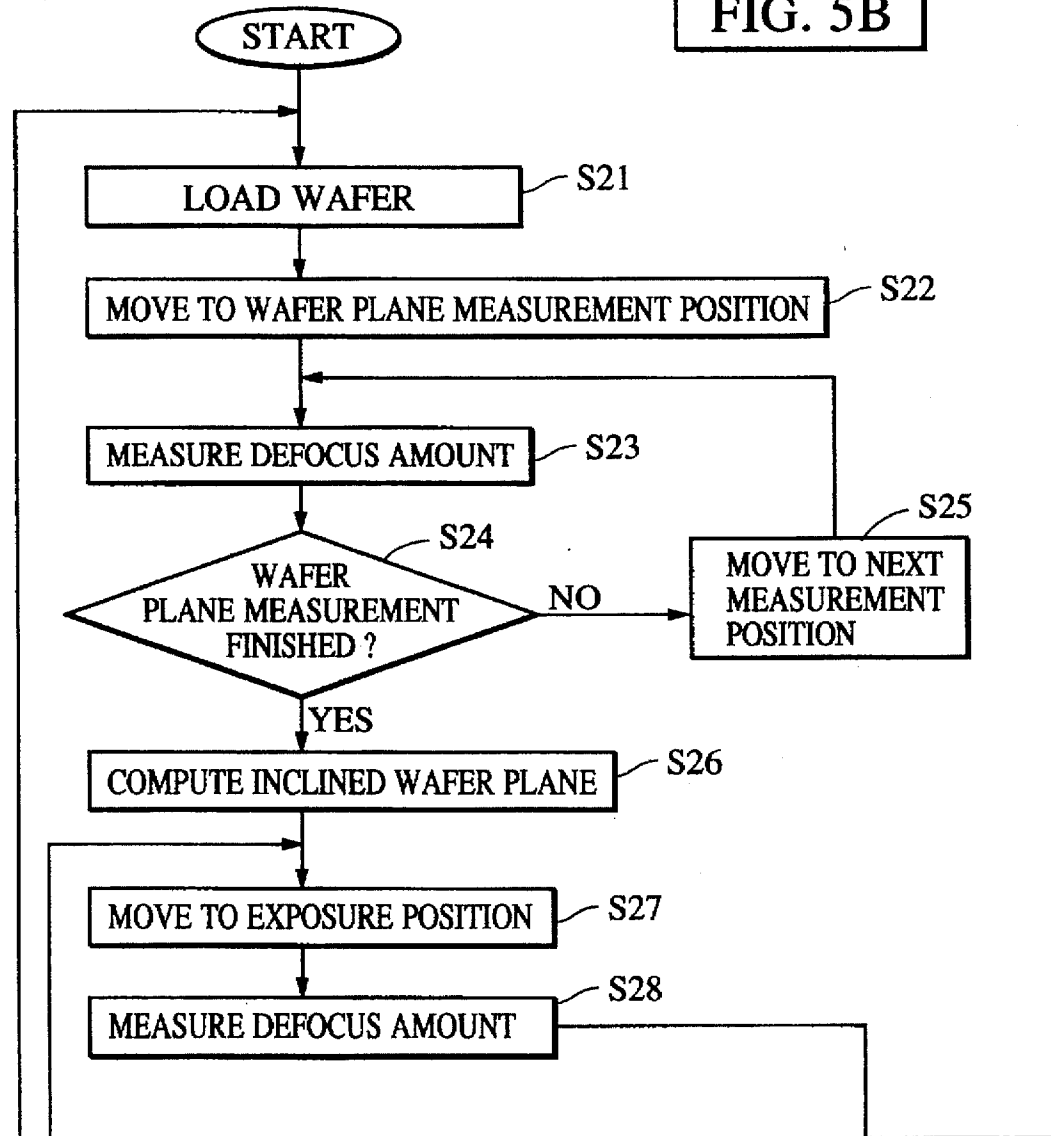 FIG. 5B
START
S21
LOAD WAFER
S22
MOVE TO WAFER PLANE MEASUREMENT POSITION
S23
MEASURE DEFOCUS AMOUNT
S24
WAFER
PLANE MEASUREMENT
FINISHED ?
NO
S25
MOVE TO NEXT
MEASUREMENT
POSITION
YES
S26
COMPUTE INCLINED WAFER PLANE
S27
MOVE TO EXPOSURE POSITION
S28
MEASURE DEFOCUS AMOUNT